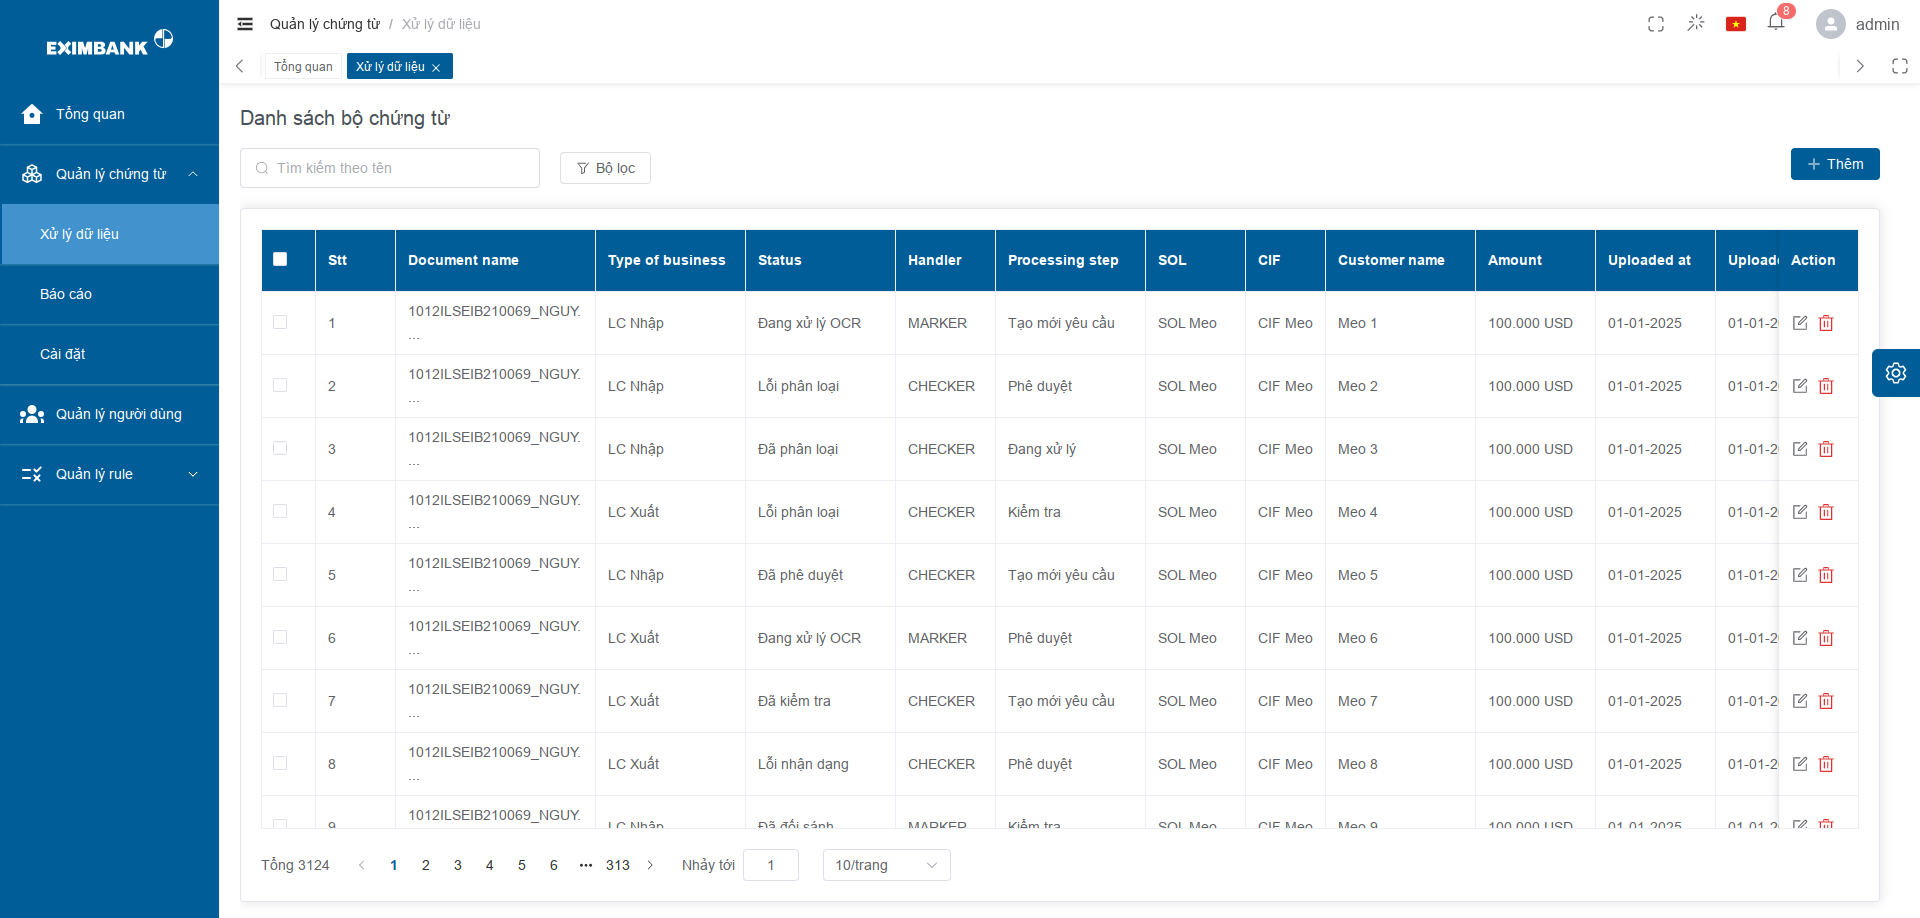 EXIMBANK
Quản lý chứng từ / Xử lý dữ liệu
8
admin
Tổng quan
Xử lý dữ liệu
Tổng quan
Quản lý chứng từ
Xử lý dữ liệu
Báo cáo
Cài đặt
Quản lý người dùng
Quản lý rule
Danh sách bộ chứng từ
Tìm kiếm theo tên
Bộ lọc
Thêm
Stt Document name Type of business Status Handler Processing step SOL CIF Customer name Amount Uploaded at Uploade Action
1 1012ILSEIB210069_NGUY.... LC Nhập Đang xử lý OCR MARKER Tạo mới yêu cầu SOL Meo CIF Meo Meo 1 100.000 USD 01-01-2025 01-01-2
2 1012ILSEIB210069_NGUY.... LC Nhập Lỗi phân loại CHECKER Phê duyệt SOL Meo CIF Meo Meo 2 100.000 USD 01-01-2025 01-01-2
3 1012ILSEIB210069_NGUY.... LC Nhập Đã phân loại CHECKER Đang xử lý SOL Meo CIF Meo Meo 3 100.000 USD 01-01-2025 01-01-2
4 1012ILSEIB210069_NGUY.... LC Xuất Lỗi phân loại CHECKER Kiểm tra SOL Meo CIF Meo Meo 4 100.000 USD 01-01-2025 01-01-2
5 1012ILSEIB210069_NGUY.... LC Nhập Đã phê duyệt CHECKER Tạo mới yêu cầu SOL Meo CIF Meo Meo 5 100.000 USD 01-01-2025 01-01-2
6 1012ILSEIB210069_NGUY.... LC Xuất Đang xử lý OCR MARKER Phê duyệt SOL Meo CIF Meo Meo 6 100.000 USD 01-01-2025 01-01-2
7 1012ILSEIB210069_NGUY.... LC Xuất Đã kiểm tra CHECKER Tạo mới yêu cầu SOL Meo CIF Meo Meo 7 100.000 USD 01-01-2025 01-01-2
8 1012ILSEIB210069_NGUY.... LC Xuất Lỗi nhận dạng CHECKER Phê duyệt SOL Meo CIF Meo Meo 8 100.000 USD 01-01-2025 01-01-2
9 1012ILSEIB210069_NGUY. LC Nhập Đã đối sánh MARKER Kiểm tra SOL Meo CIF Meo Meo 9 100.000 USD 01-01-2025 01-01-2
Tổng 3124 1 2 3 4 5 6 ••• 313 Nhảy tới 1 10/trang